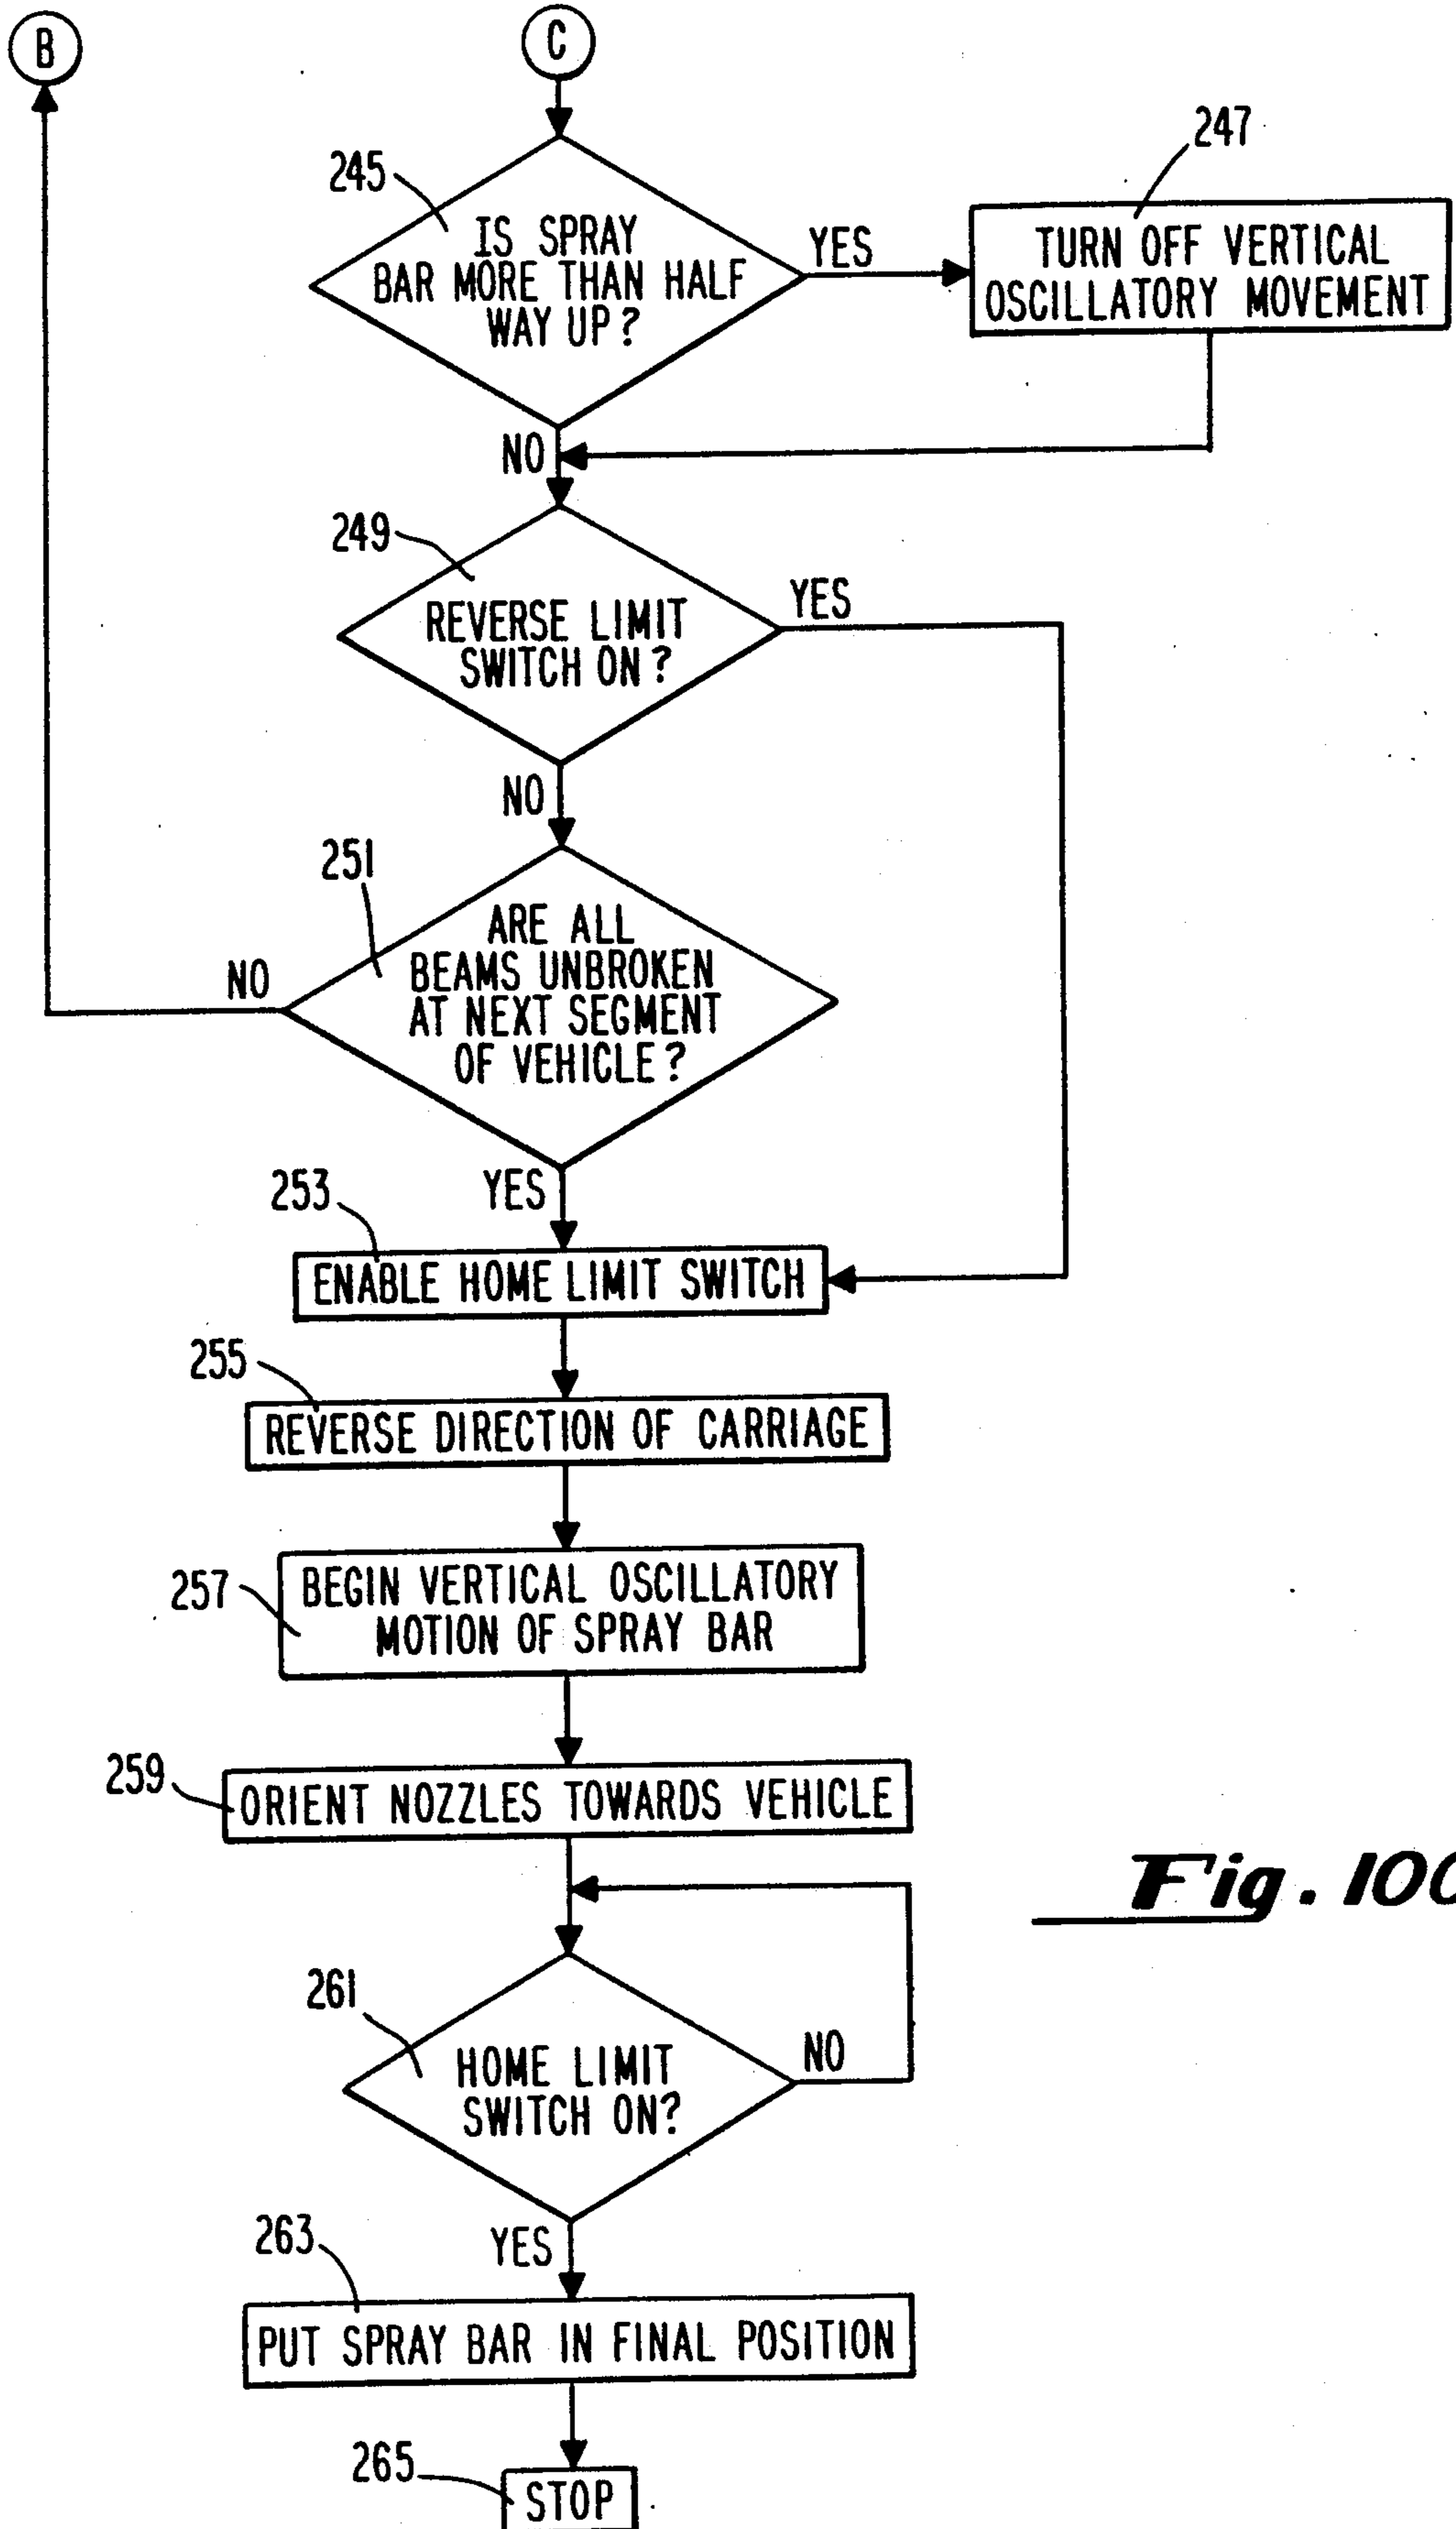 B
C
245
IS SPRAY
BAR MORE THAN HALF
WAY UP?
YES
247
TURN OFF VERTICAL
OSCILLATORY MOVEMENT
NO
249
REVERSE LIMIT
SWITCH ON?
YES
NO
251
ARE ALL
BEAMS UNBROKEN
AT NEXT SEGMENT
OF VEHICLE?
NO
YES
253
ENABLE HOME LIMIT SWITCH
255
REVERSE DIRECTION OF CARRIAGE
257
BEGIN VERTICAL OSCILLATORY
MOTION OF SPRAY BAR
259
ORIENT NOZZLES TOWARDS VEHICLE
Fig. 10
261
HOME LIMIT
SWITCH ON?
NO
YES
263
PUT SPRAY BAR IN FINAL POSITION
265
STOP